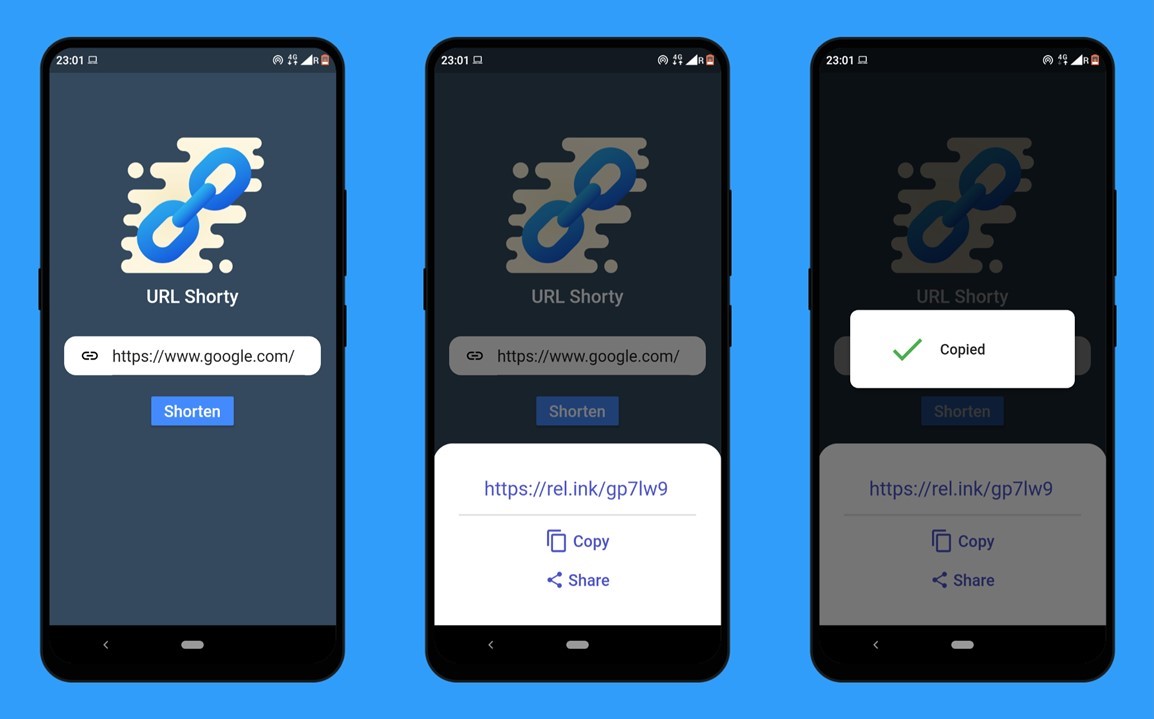 23:01 4G R
URL Shorty
https://www.google.com/
Shorten
23:01 4G R
URL Shorty
https://www.google.com/
Shorten
https://rel.ink/gp7lw9
Copy
Share
23:01 4G R
URL Shorty
Copied
Shorten
https://rel.ink/gp7lw9
Copy
Share